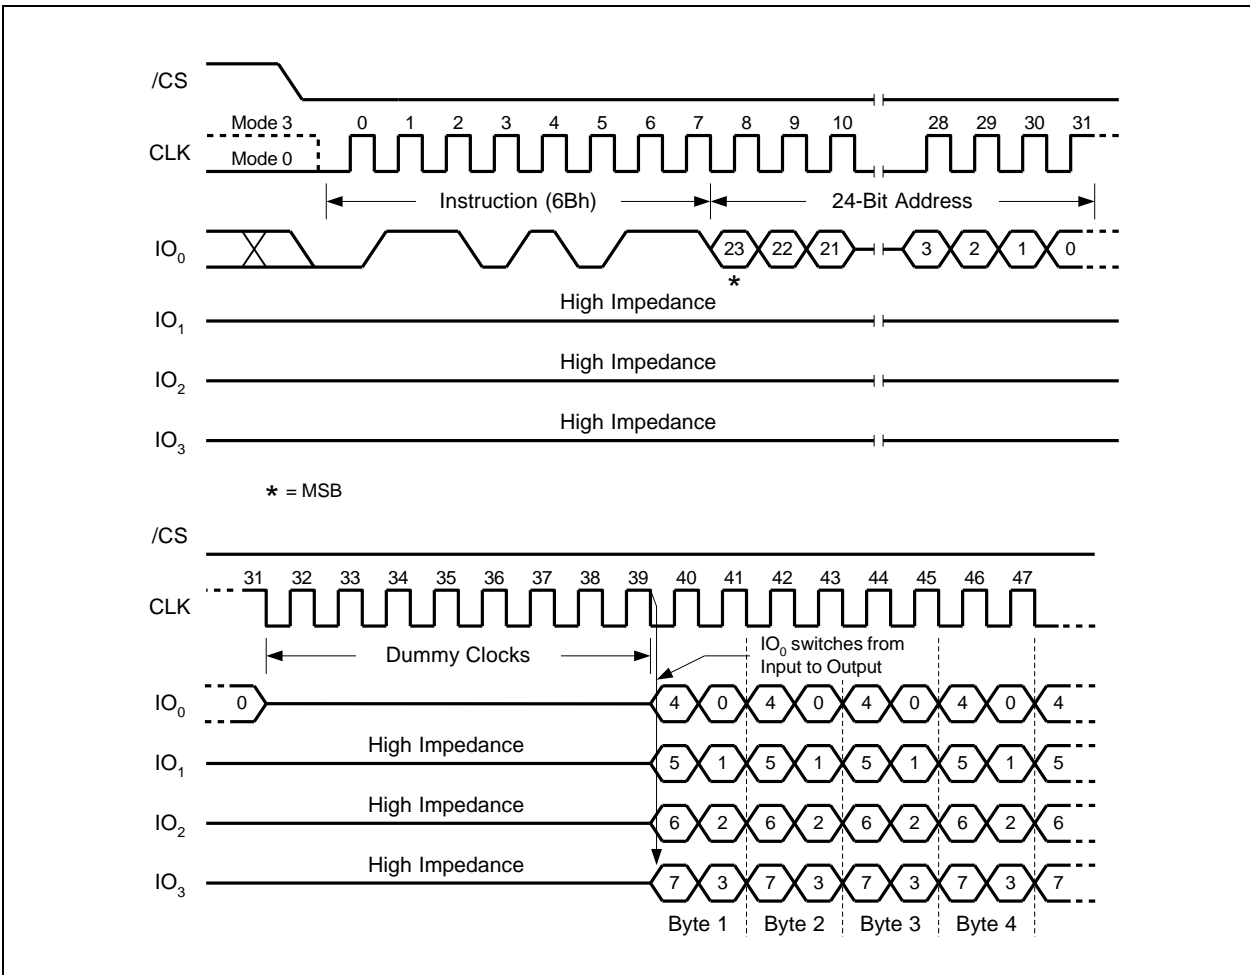 /CS
Mode 3 0 1 2 3 4 5 6 7 8 9 10 28 29 30 31
CLK Mode 0
Instruction (6Bh) 24-Bit Address
IO0 23 22 21 3 2 1 0
*
High Impedance
IO1
High Impedance
IO2
High Impedance
IO3
* = MSB
/CS
31 32 33 34 35 36 37 38 39 40 41 42 43 44 45 46 47
CLK
Dummy Clocks IO0 switches from
Input to Output
IO0 0 4 0 4 0 4 0 4 0 4
High Impedance
IO1 5 1 5 1 5 1 5 1 5
High Impedance
IO2 6 2 6 2 6 2 6 2 6
High Impedance
IO3 7 3 7 3 7 3 7 3 7
Byte 1 Byte 2 Byte 3 Byte 4